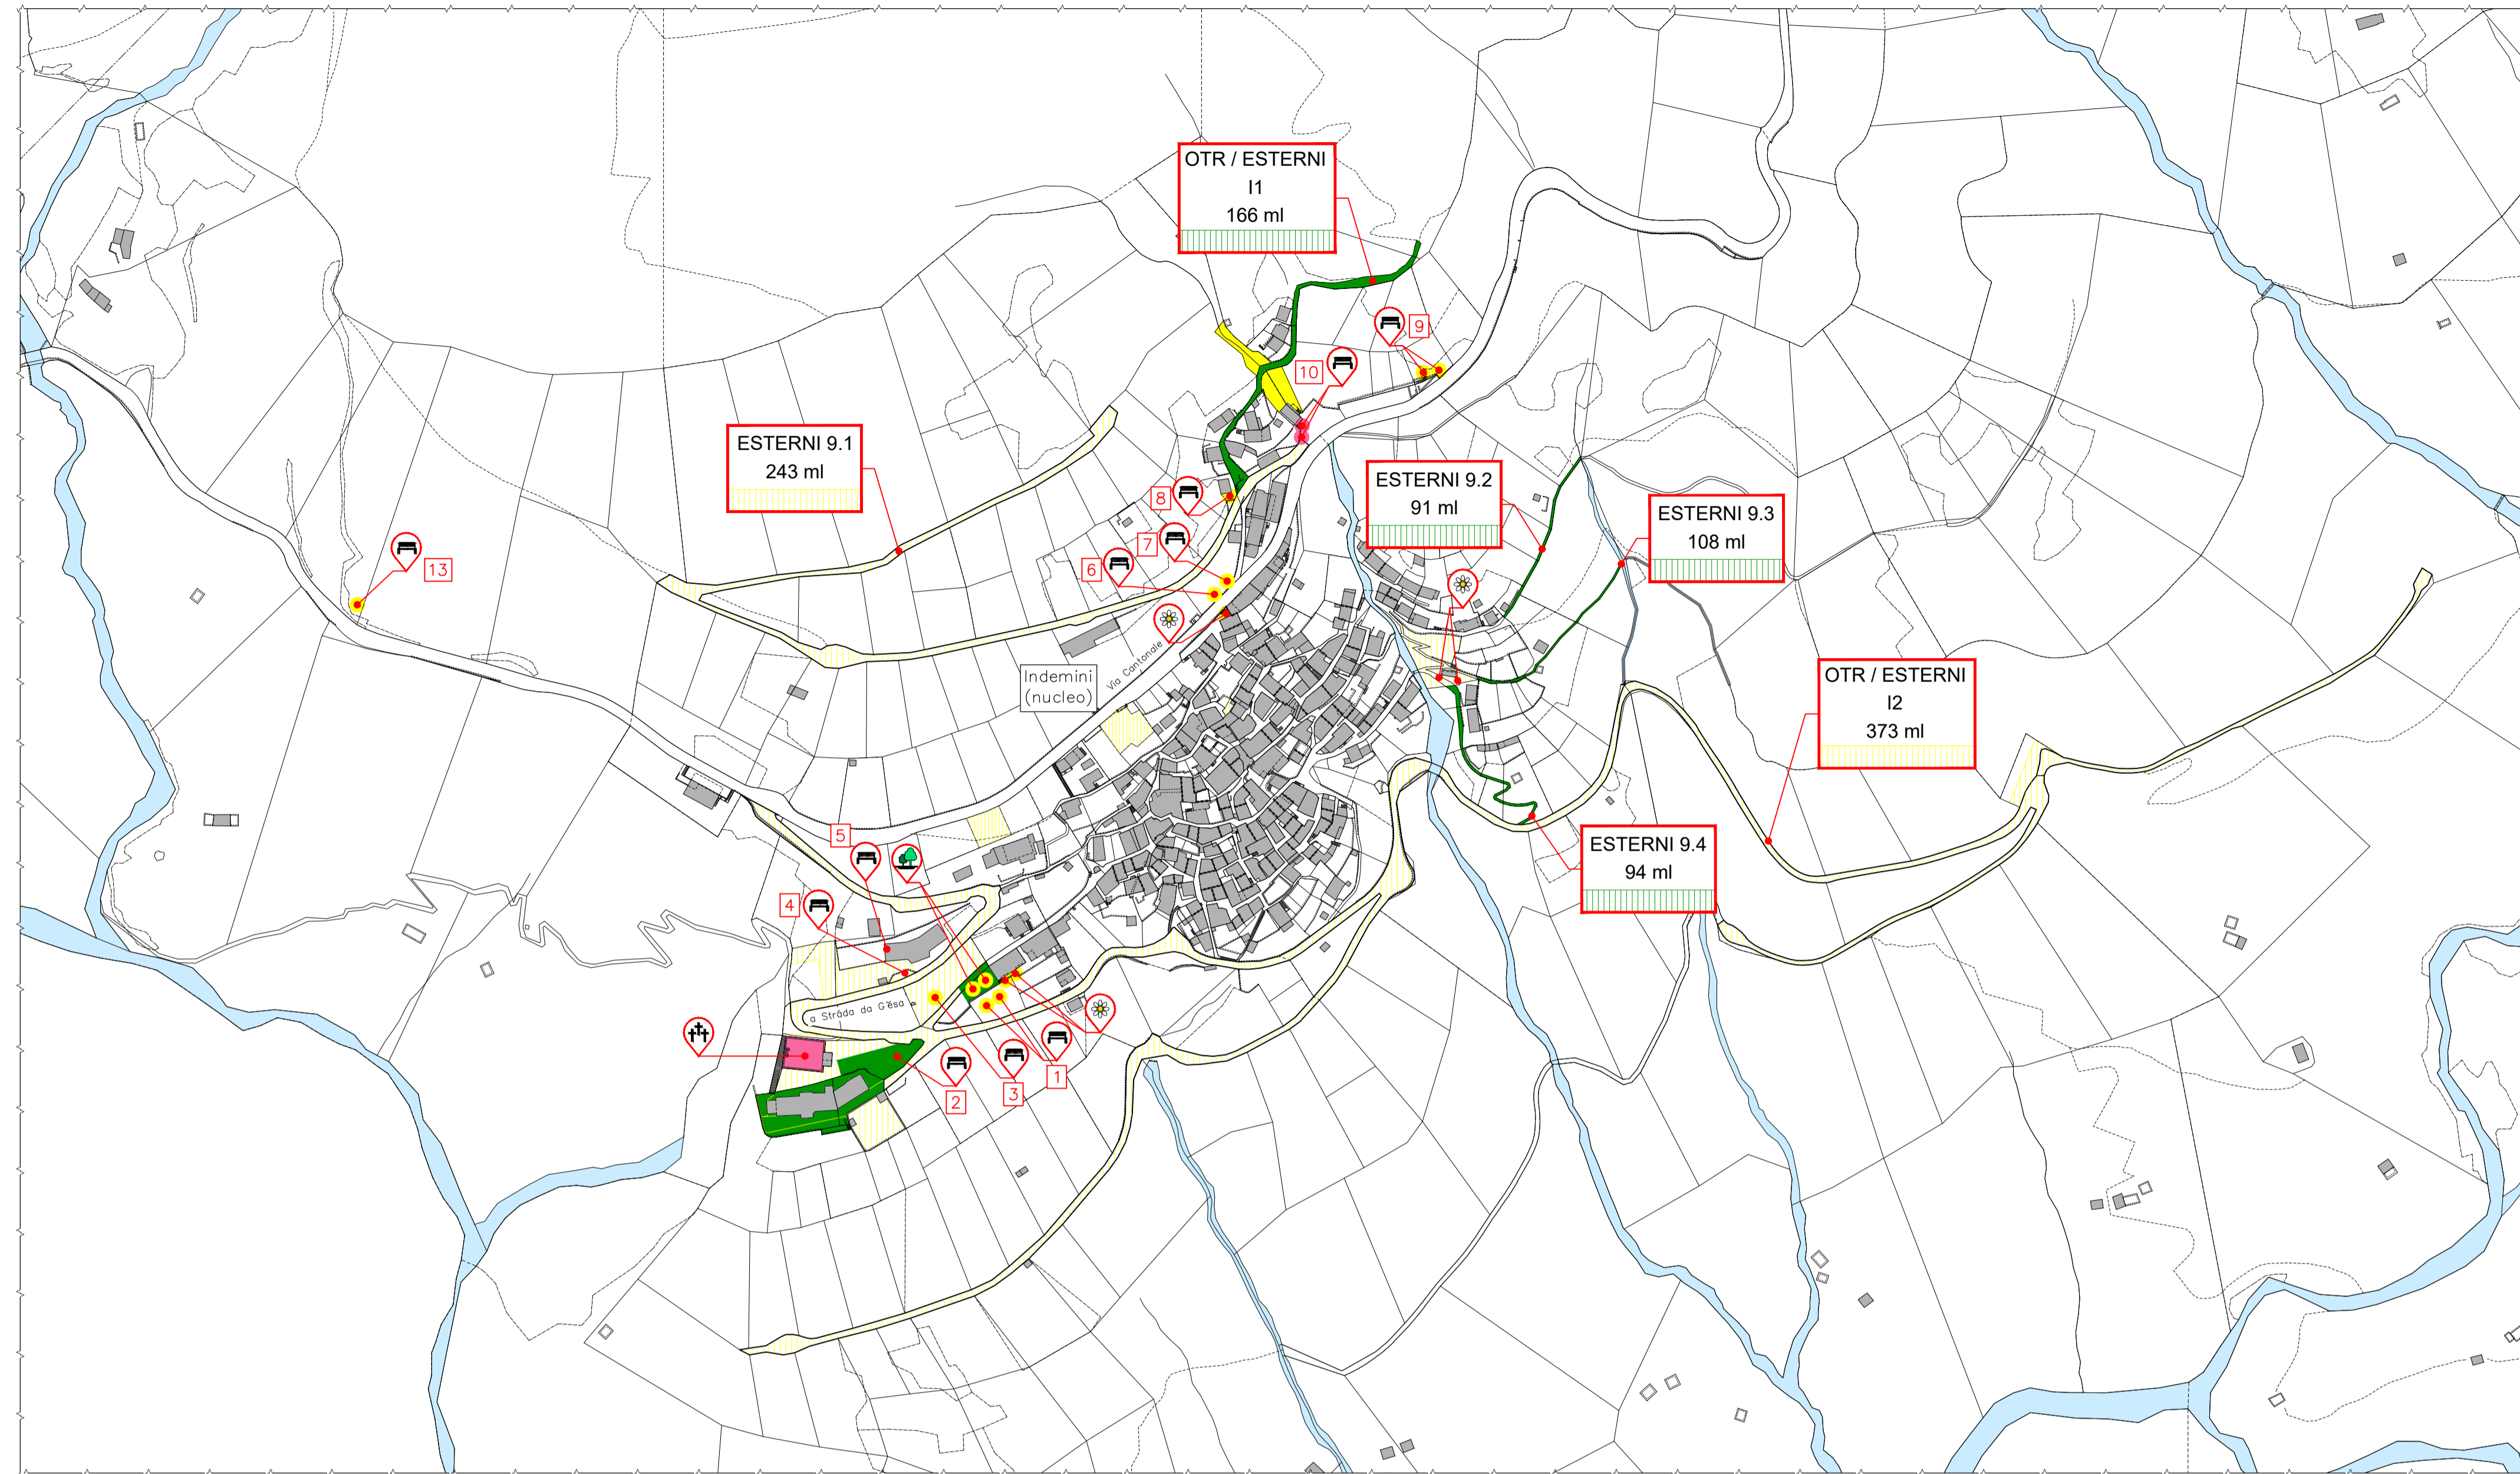 OTR / ESTERNI
I1
166 ml
9
10
ESTERNI 9.1
243 ml
ESTERNI 9.2
91 ml
8
ESTERNI 9.3
108 ml
7
6
13
Via Cantonale
Indemini
(nucleo)
OTR / ESTERNI
I2
373 ml
5
ESTERNI 9.4
94 ml
4
a Stráda da G'ésa
1
3
2